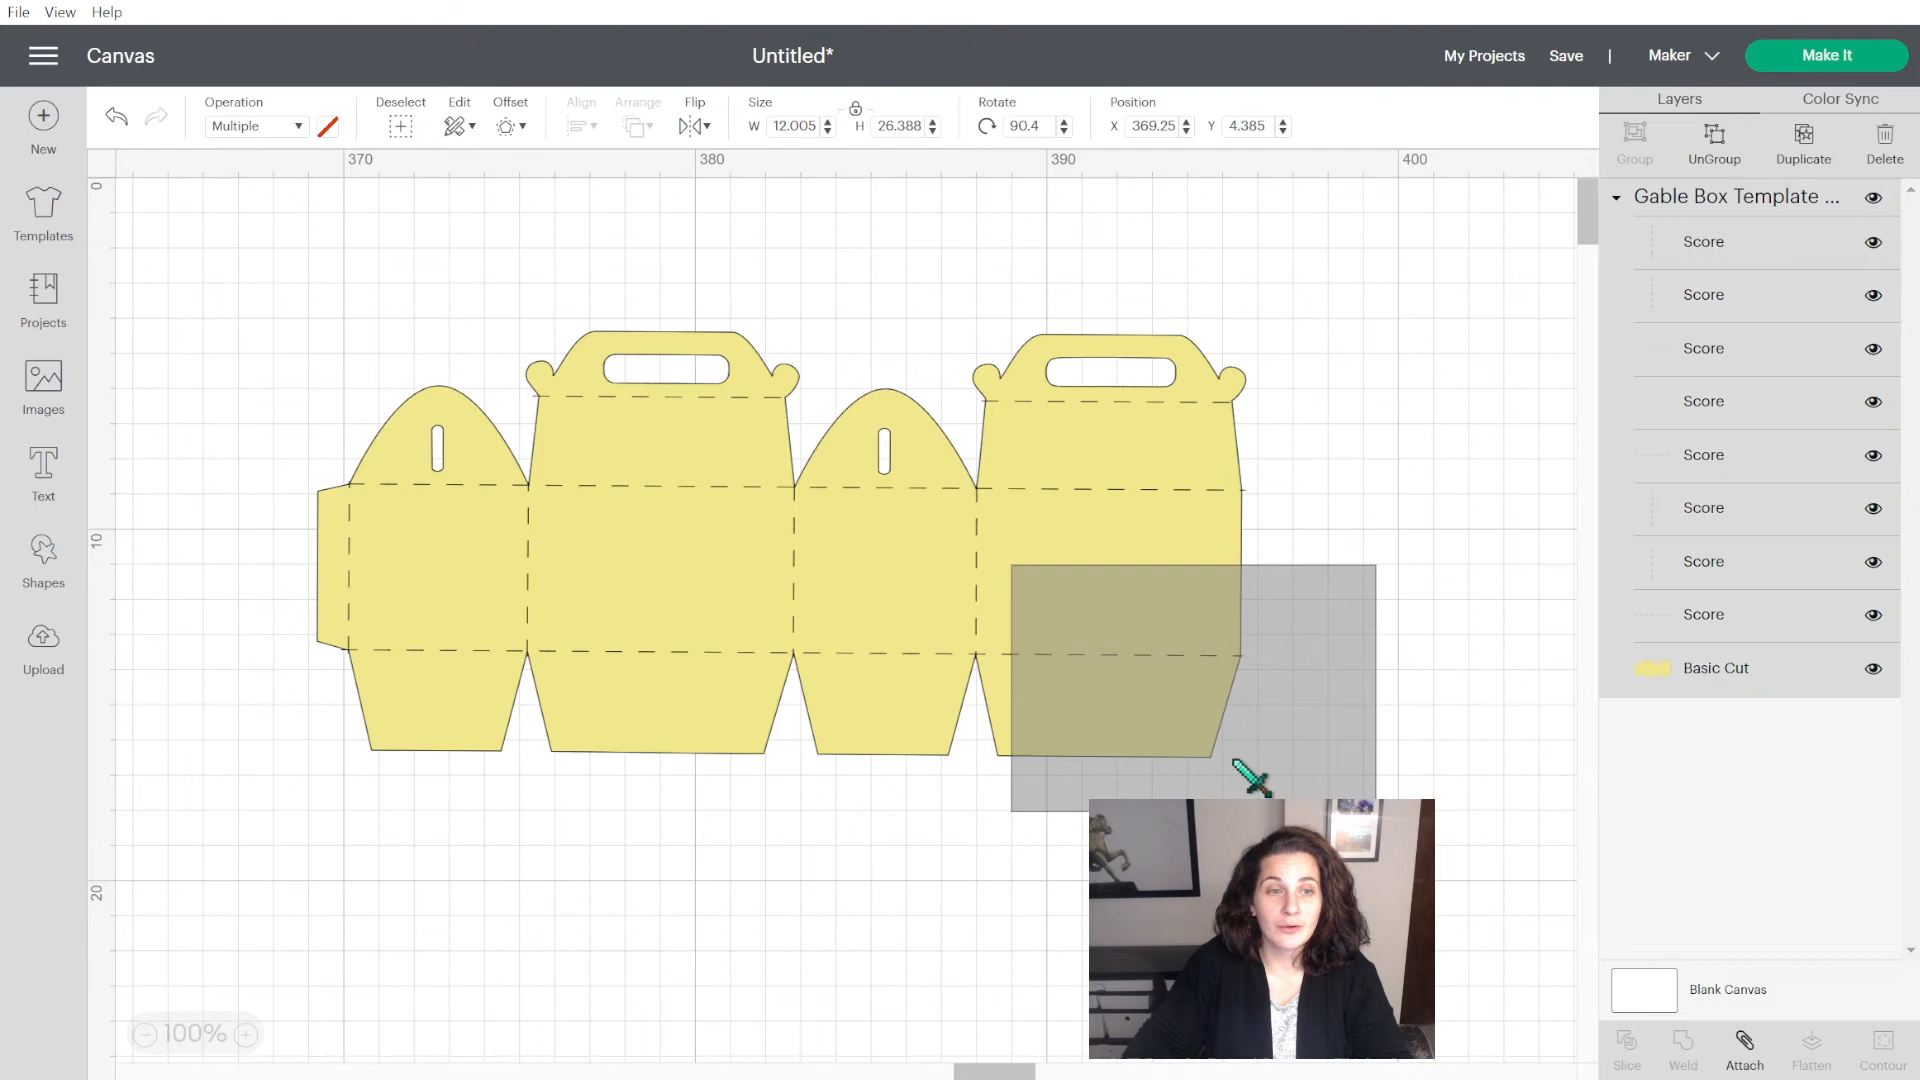 File View Help
Canvas
Untitled*
My Projects Save | Maker
Make It
New
Templates
Projects
Images
Text
Shapes
Upload
Operation
Multiple
Deselect
Edit
Offset
Align
Arrange
Flip
Size
W 12.005 H 26.388
Rotate
90.4
Position
X 369.25 Y 4.385
370 380 390 400
0
10
20
100%
Layers Color Sync
Group UnGroup Duplicate Delete
Gable Box Template ...
Score
Score
Score
Score
Score
Score
Score
Score
Basic Cut
Blank Canvas
Slice Weld Attach Flatten Contour